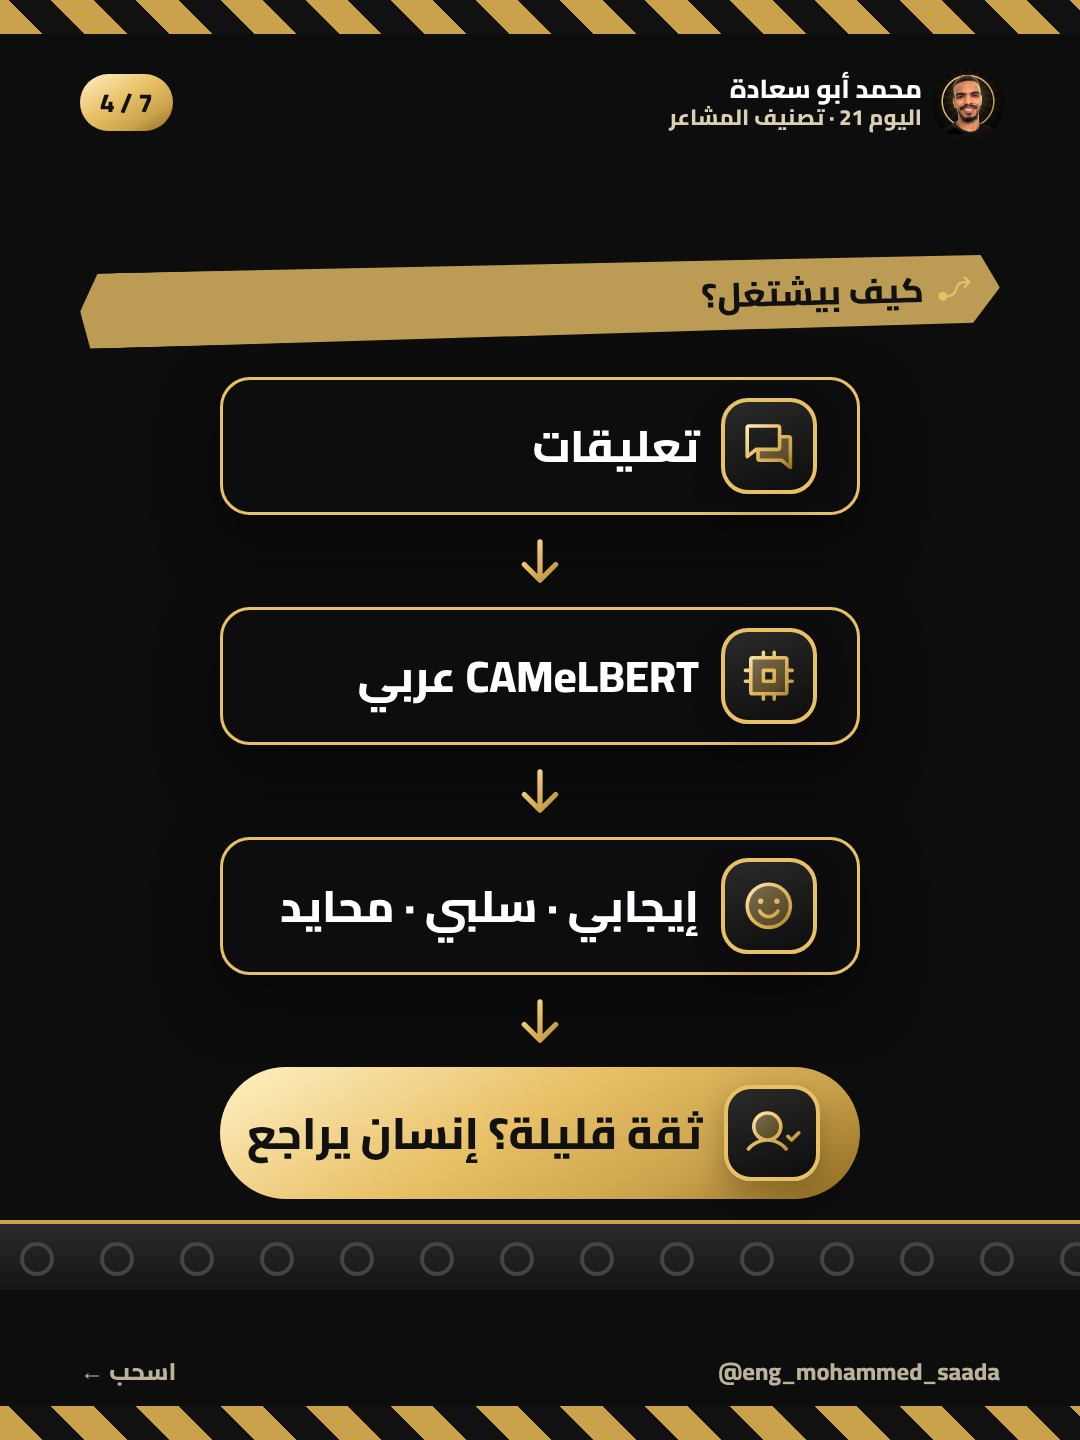 محمد أبو سعادة
اليوم 21 · تصنيف المشاعر
4 / 7
كيف بيشتغل؟
تعليقات
CAMeLBERT عربي
إيجابي · سلبي · محايد
ثقة قليلة؟ إنسان يراجع
@eng_mohammed_saada
اسحب ←